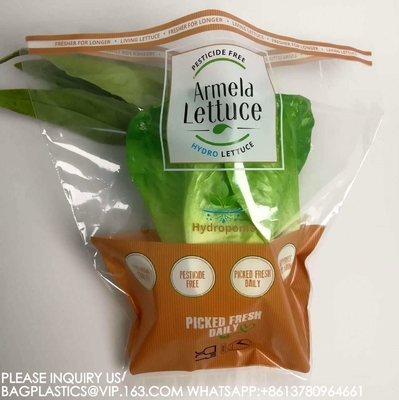 FRESHER FOR LONGER • LIVING LETTUCE • FRESHER FOR LONGER • LIVING LETTUCE
PESTICIDE FREE
Armela
Lettuce
HYDRO LETTUCE
Hydroponic
PESTICIDE
FREE
PICKED FRESH
DAILY
PICKED FRESH
DAILY
PLEASE INQUIRY US
BAGPLASTICS@VIP.163.COM WHATSAPP:+8613780964661